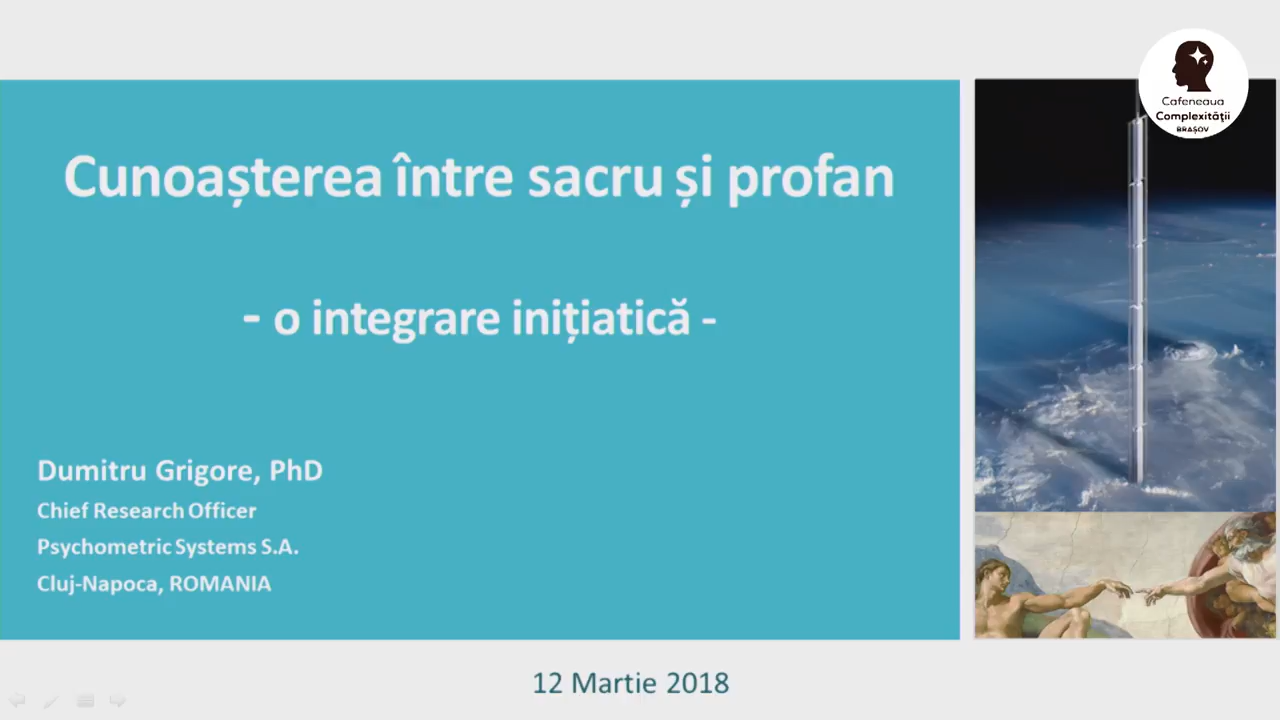 Cafeneaua
Complexității
BRAȘOV
Cunoașterea între sacru și profan
- o integrare inițiatică -
Dumitru Grigore, PhD
Chief Research Officer
Psychometric Systems S.A.
Cluj-Napoca, ROMANIA
12 Martie 2018